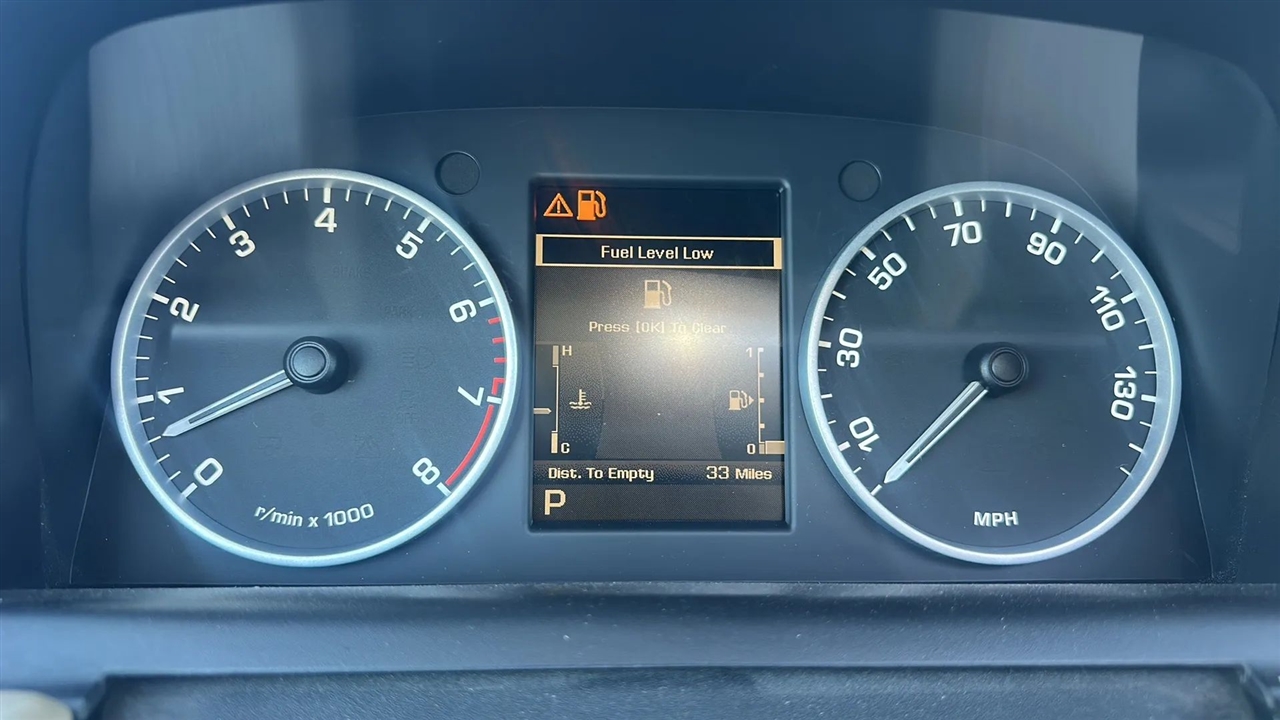 0
1
2
3
4
5
6
7
8
r/min x 1000
Fuel Level Low
Press [OK] To Clear
H
C
1
0
Dist. To Empty 33 Miles
P
10
30
50
70
90
110
130
MPH